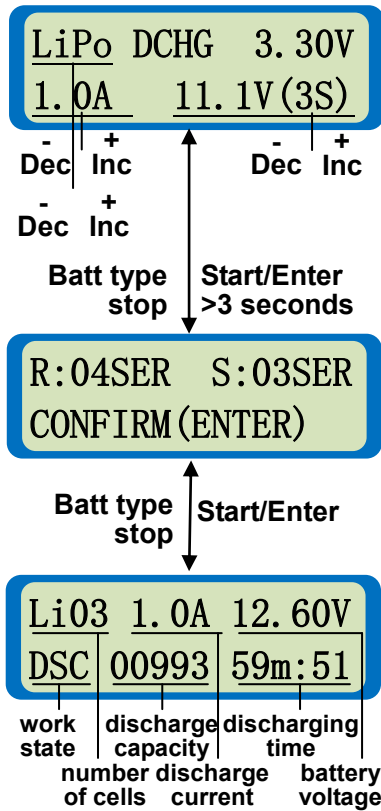 LiPo DCHG 3.30V
1.0A 11.1V(3S)
- + - +
Dec Inc Dec Inc
- +
Dec Inc
Batt type Start/Enter
stop >3 seconds
R:04SER S:03SER
CONFIRM(ENTER)
Batt type Start/Enter
stop
Li03 1.0A 12.60V
DSC 00993 59m:51
work discharge discharging
state capacity time
number discharge battery
of cells current voltage